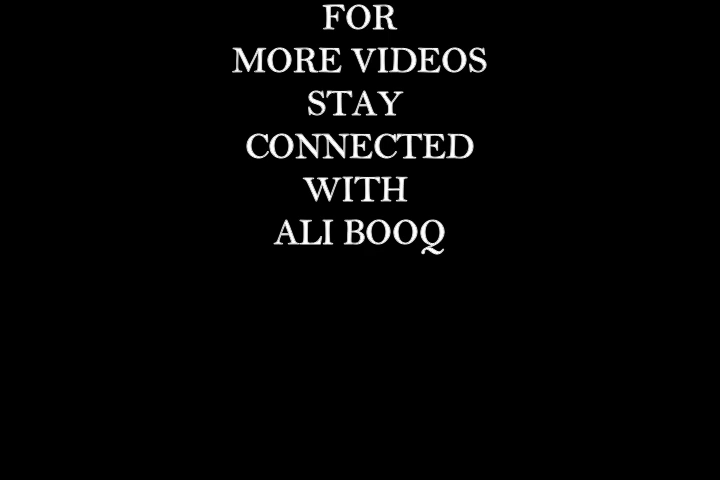 FOR
MORE VIDEOS
STAY
CONNECTED
WITH
ALI BOOQ